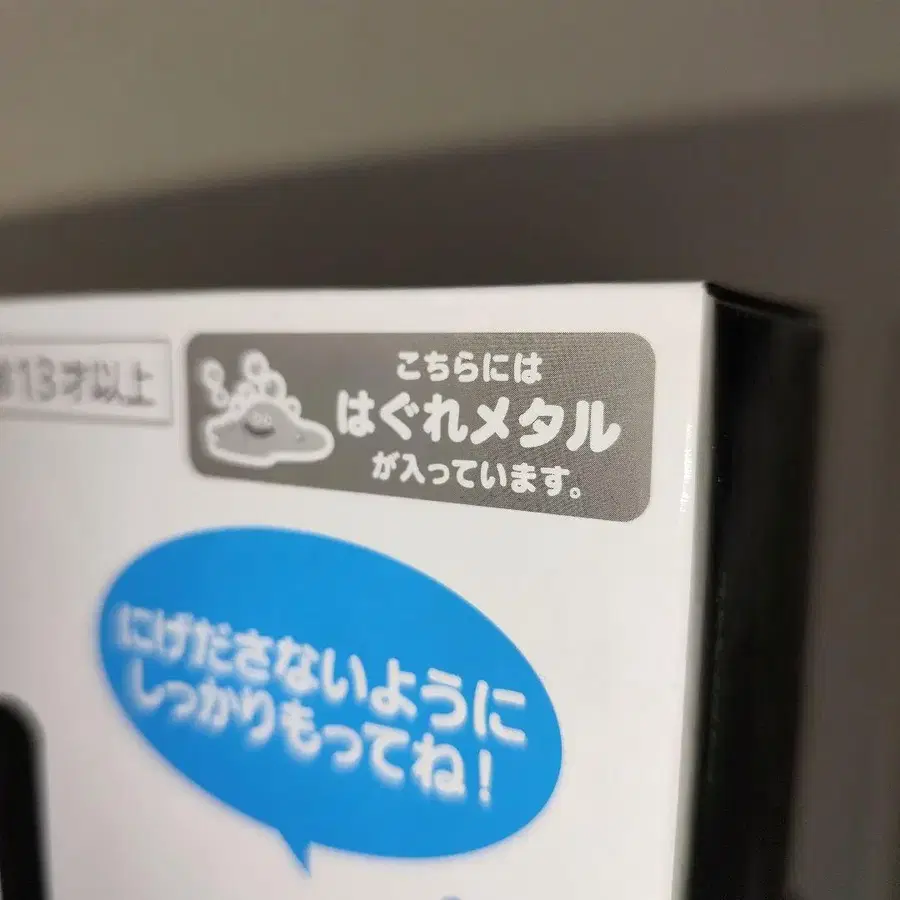 13才以上
こちらには
はぐれメタル
が入っています。
にげださないように
しっかりもってね!